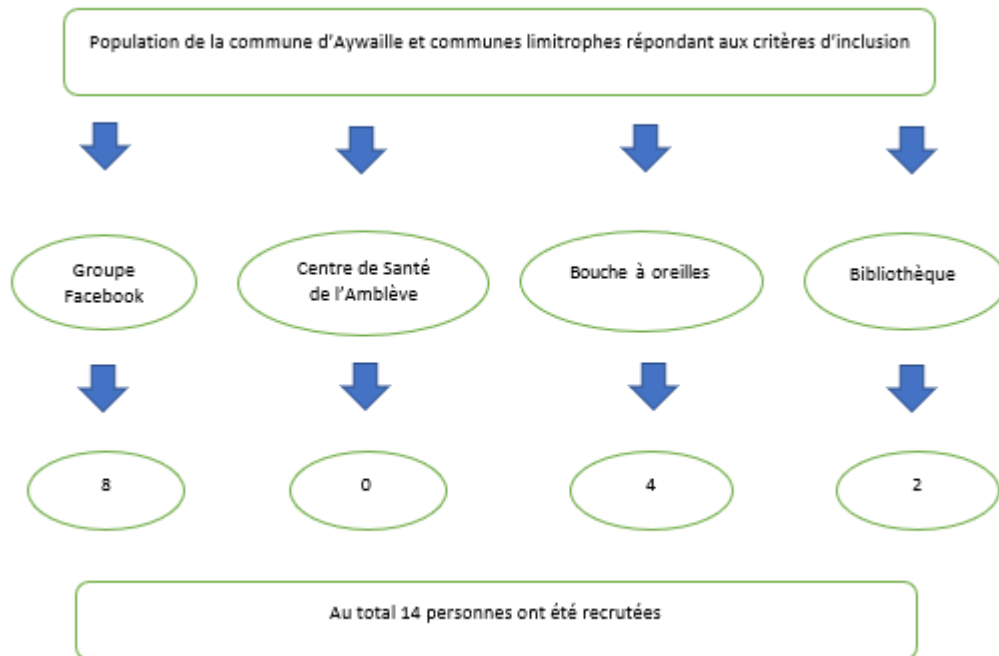 Population de la commune d'Aywaille et communes limitrophes répondant aux critères d'inclusion
Groupe
Facebook
Centre de Santé
de l'Amblève
Bouche à oreilles
Bibliothèque
8
0
4
2
Au total 14 personnes ont été recrutées